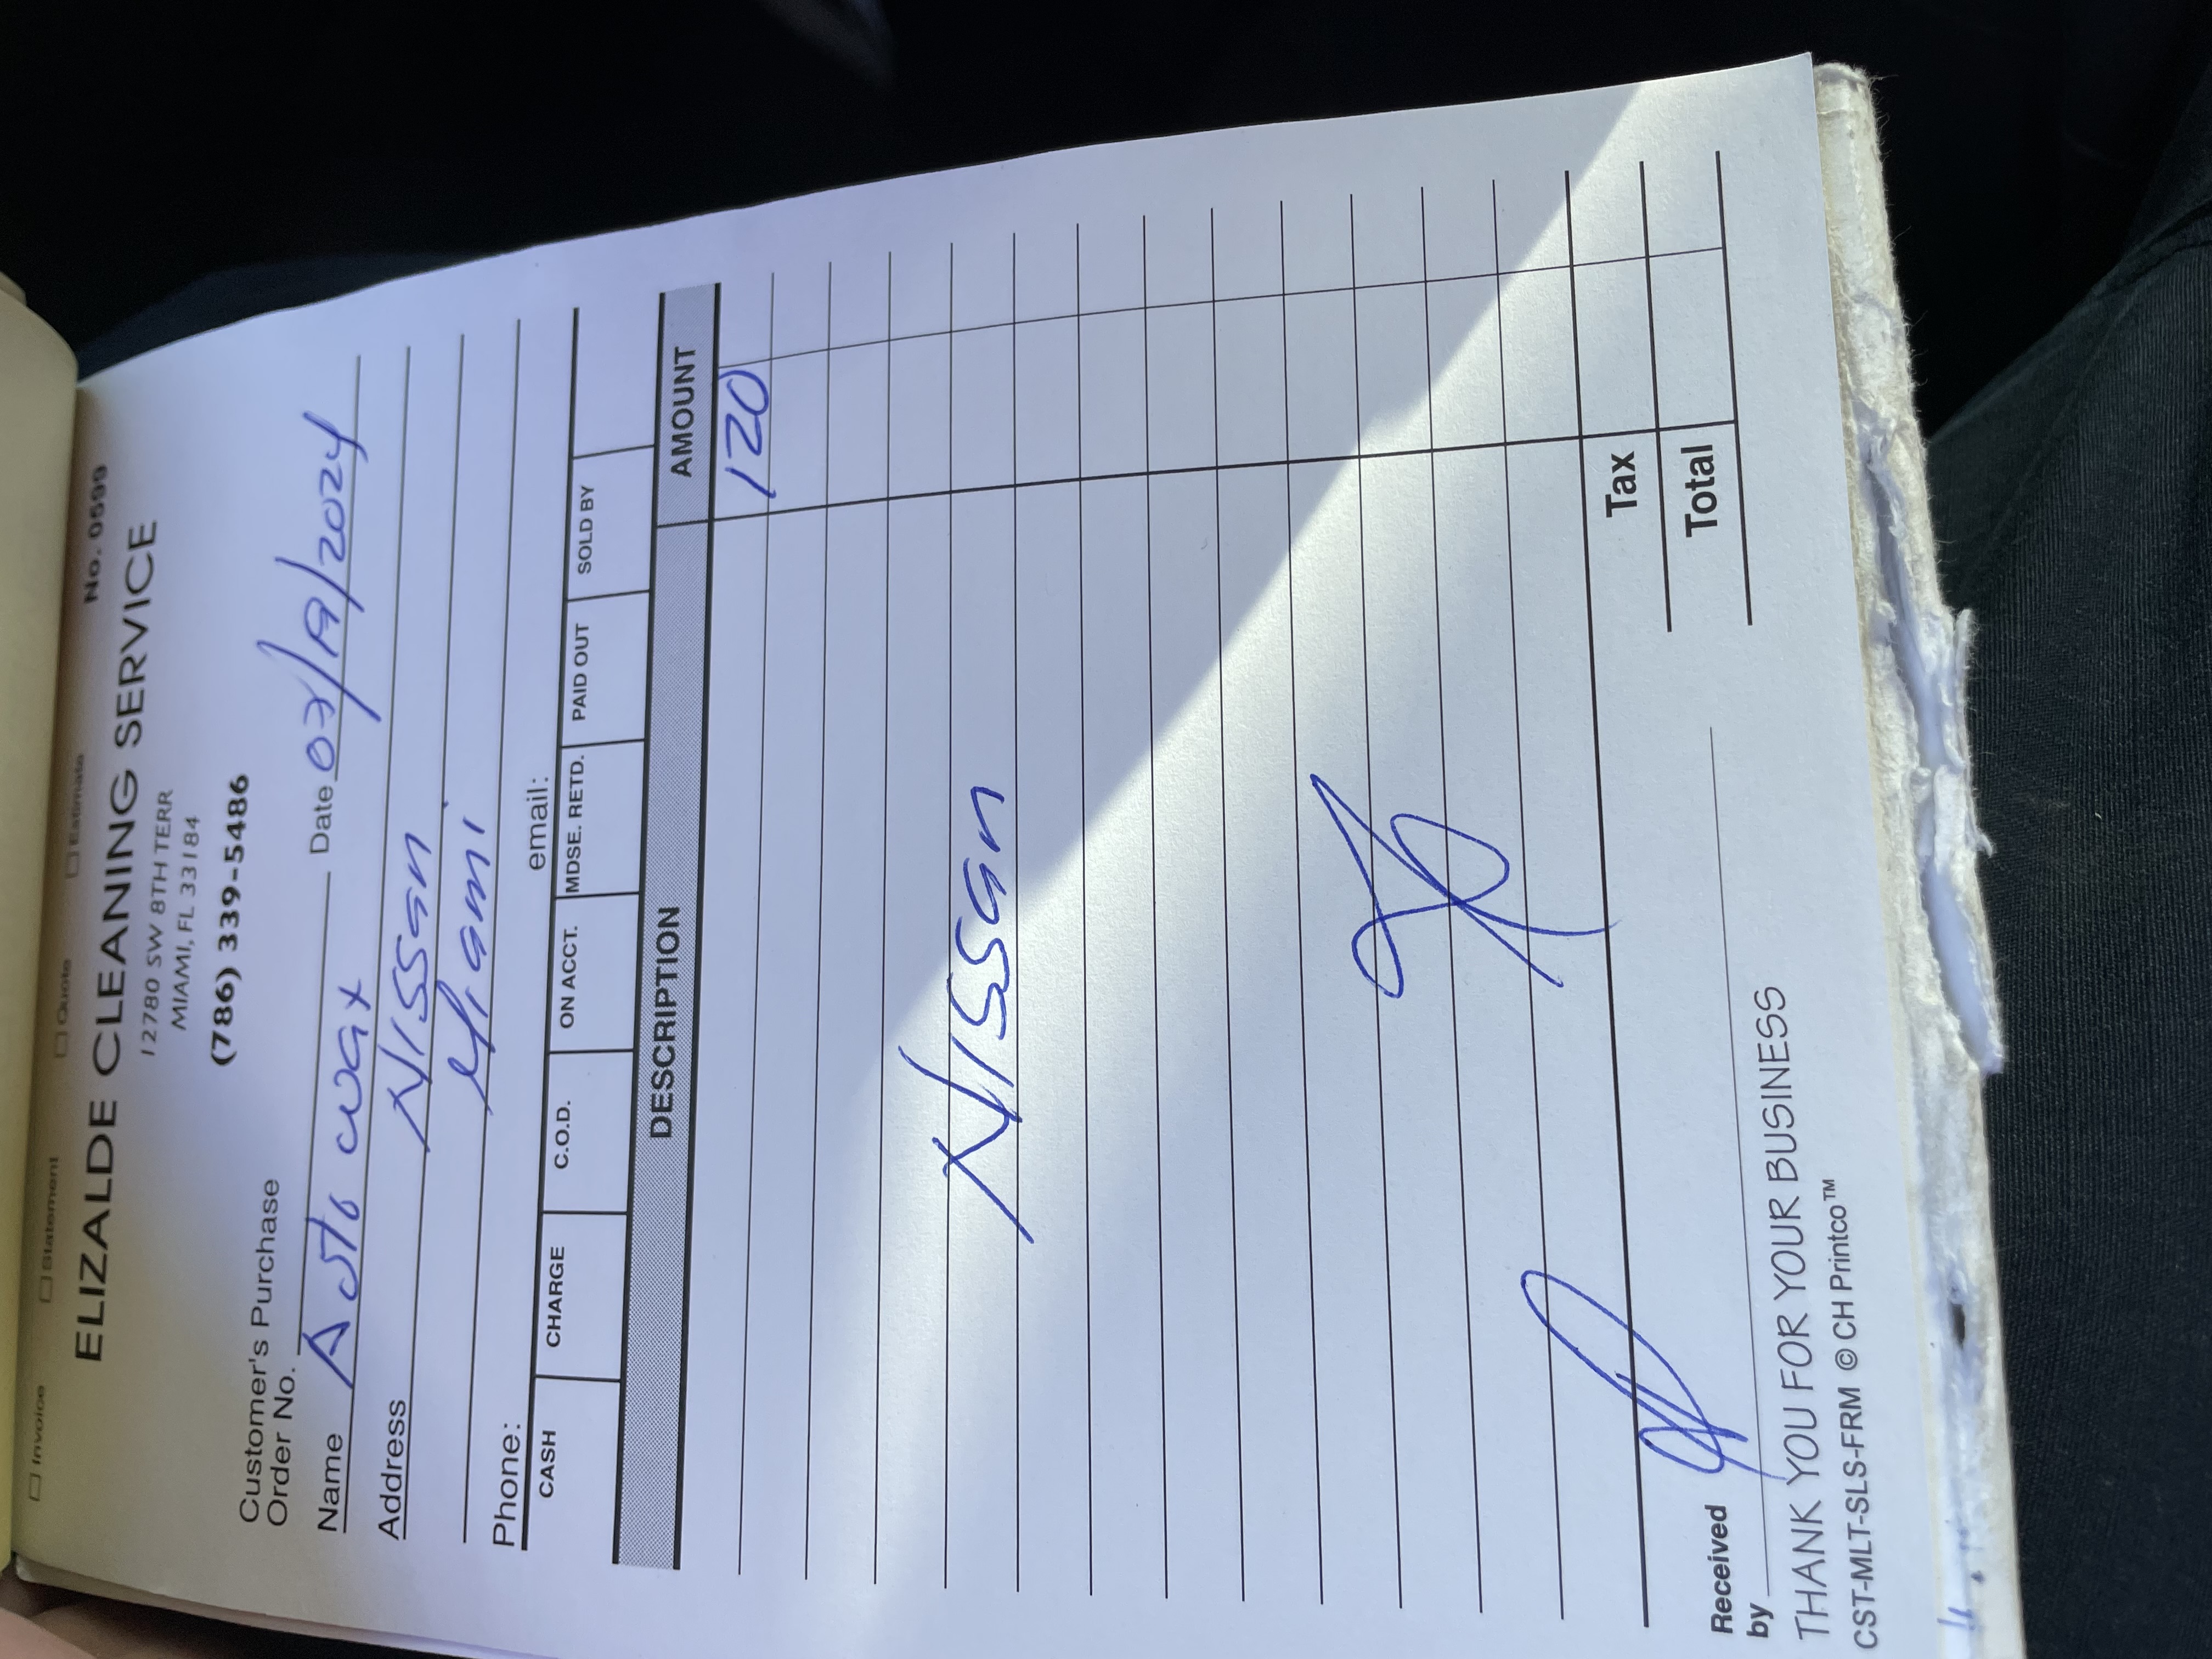 ☐ Invoice ☐ Statement ☐ Quote ☐ Estimate
ELIZALDE CLEANING SERVICE No. 0599
12780 SW 8TH TERR
MIAMI, FL 33184
(786) 339-5486
Customer's Purchase
Order No. Date 07/19/2024
Name Auto wax
Address Nissan
Miami
Phone: email:
CASH CHARGE C.O.D. ON ACCT. MDSE. RETD. PAID OUT SOLD BY
DESCRIPTION AMOUNT
120
Nissan
Tax
Received
by Total
THANK YOU FOR YOUR BUSINESS
CST-MLT-SLS-FRM © CH Printco™